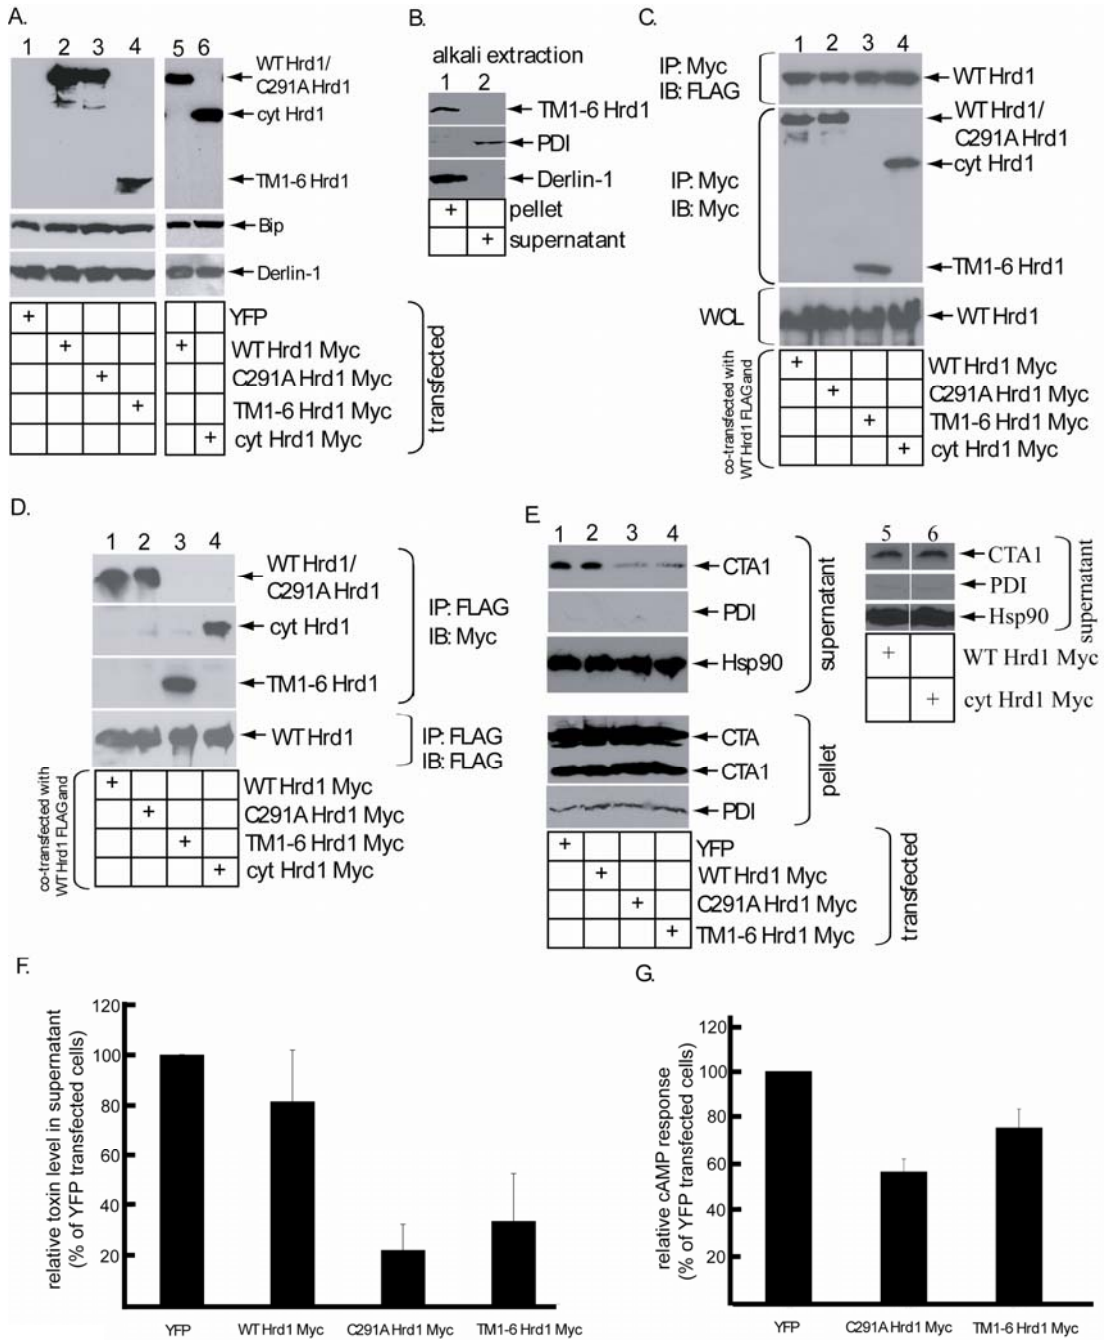 A.
1 2 3 4 5 6
WT Hrd1/
C291A Hrd1
cyt Hrd1
TM1-6 Hrd1
Bip
Derlin-1
+ YFP
+ + WT Hrd1 Myc
+ C291A Hrd1 Myc
+ TM1-6 Hrd1 Myc
+ cyt Hrd1 Myc
transfected
B.
alkali extraction
1 2
TM1-6 Hrd1
PDI
Derlin-1
+ pellet
+ supernatant
C.
1 2 3 4
IP: Myc
IB: FLAG
WT Hrd1
WT Hrd1/
C291A Hrd1
cyt Hrd1
IP: Myc
IB: Myc
TM1-6 Hrd1
WCL
WT Hrd1
co-transfected with
WT Hrd1 FLAG and
+ WT Hrd1 Myc
+ C291A Hrd1 Myc
+ TM1-6 Hrd1 Myc
+ cyt Hrd1 Myc
D.
1 2 3 4
WT Hrd1/
C291A Hrd1
cyt Hrd1
TM1-6 Hrd1
IP: FLAG
IB: Myc
WT Hrd1
IP: FLAG
IB: FLAG
co-transfected with
WT Hrd1 FLAG and
+ WT Hrd1 Myc
+ C291A Hrd1 Myc
+ TM1-6 Hrd1 Myc
+ cyt Hrd1 Myc
E
1 2 3 4
CTA1
PDI
Hsp90
supernatant
CTA
CTA1
PDI
pellet
+ YFP
+ WT Hrd1 Myc
+ C291A Hrd1 Myc
+ TM1-6 Hrd1 Myc
transfected
5 6
CTA1
PDI
Hsp90
supernatant
+ WT Hrd1 Myc
+ cyt Hrd1 Myc
F.
relative toxin level in supernatant
(% of YFP transfected cells)
120
100
80
60
40
20
YFP WT Hrd1 Myc C291A Hrd1 Myc TM1-6 Hrd1 Myc
G.
relative cAMP response
(% of YFP transfected cells)
120
100
80
60
40
20
YFP C291A Hrd1 Myc TM1-6 Hrd1 Myc